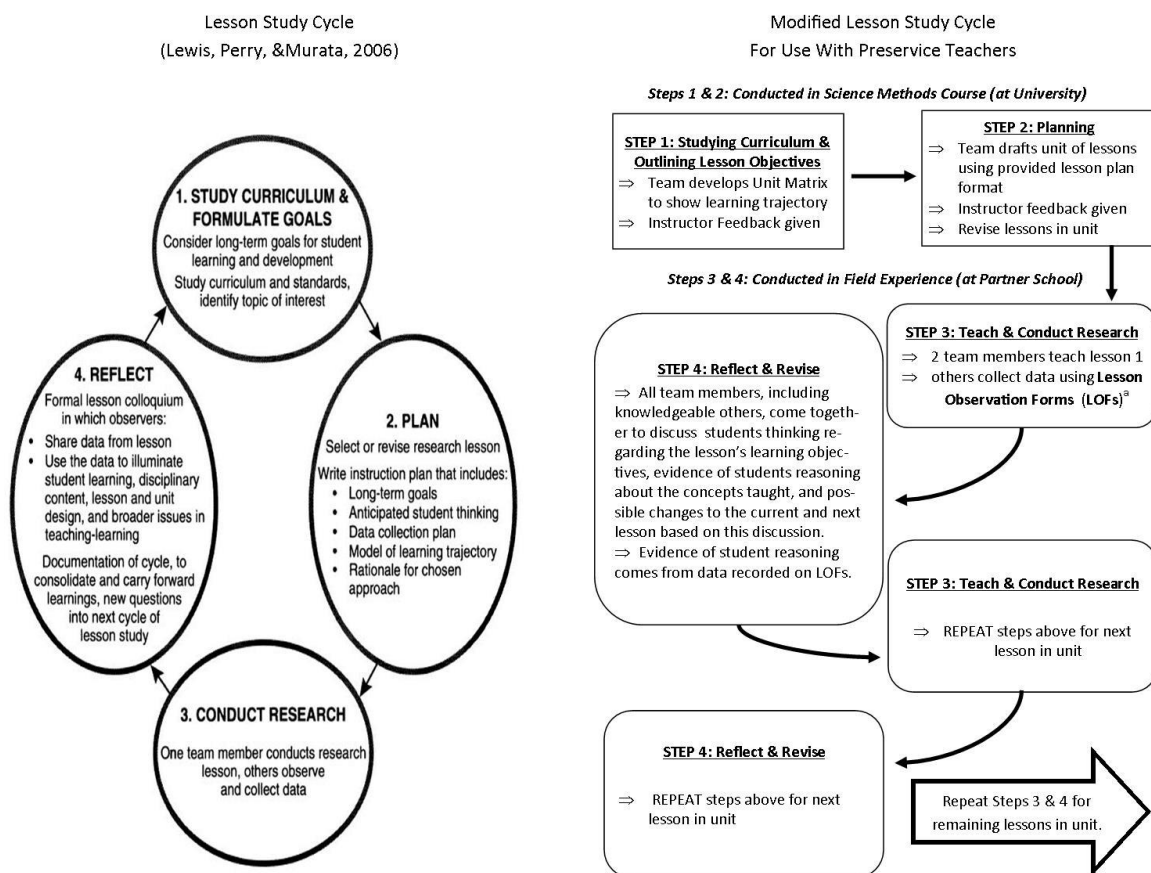 Lesson Study Cycle
(Lewis, Perry, &Murata, 2006)
1. STUDY CURRICULUM &
FORMULATE GOALS
Consider long-term goals for student
learning and development
Study curriculum and standards,
identify topic of interest
2. PLAN
Select or revise research lesson
Write instruction plan that includes:
• Long-term goals
• Anticipated student thinking
• Data collection plan
• Model of learning trajectory
• Rationale for chosen
approach
3. CONDUCT RESEARCH
One team member conducts research
lesson, others observe
and collect data
4. REFLECT
Formal lesson colloquium
in which observers:
• Share data from lesson
• Use the data to illuminate
student learning, disciplinary
content, lesson and unit
design, and broader issues in
teaching-learning
Documentation of cycle, to
consolidate and carry forward
learnings, new questions
into next cycle of
lesson study
Modified Lesson Study Cycle
For Use With Preservice Teachers
Steps 1 & 2: Conducted in Science Methods Course (at University)
STEP 1: Studying Curriculum &
Outlining Lesson Objectives
⇒ Team develops Unit Matrix
to show learning trajectory
⇒ Instructor Feedback given
STEP 2: Planning
⇒ Team drafts unit of lessons
using provided lesson plan
format
⇒ Instructor feedback given
⇒ Revise lessons in unit
Steps 3 & 4: Conducted in Field Experience (at Partner School)
STEP 3: Teach & Conduct Research
⇒ 2 team members teach lesson 1
⇒ others collect data using Lesson
Observation Forms (LOFs)ª
STEP 4: Reflect & Revise
⇒ All team members, including
knowledgeable others, come togeth-
er to discuss students thinking re-
garding the lesson's learning objec-
tives, evidence of students reasoning
about the concepts taught, and pos-
sible changes to the current and next
lesson based on this discussion.
⇒ Evidence of student reasoning
comes from data recorded on LOFs.
STEP 3: Teach & Conduct Research
⇒ REPEAT steps above for next
lesson in unit
STEP 4: Reflect & Revise
⇒ REPEAT steps above for next
lesson in unit
Repeat Steps 3 & 4 for
remaining lessons in unit.